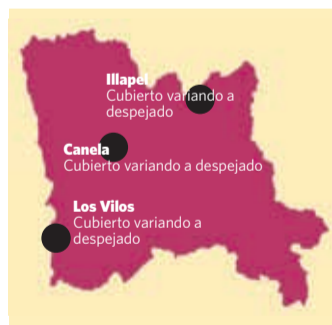 Illapel
Cubierto variando a
despejado
Canela
Cubierto variando a despejado
Los Vilos
Cubierto variando a
despejado